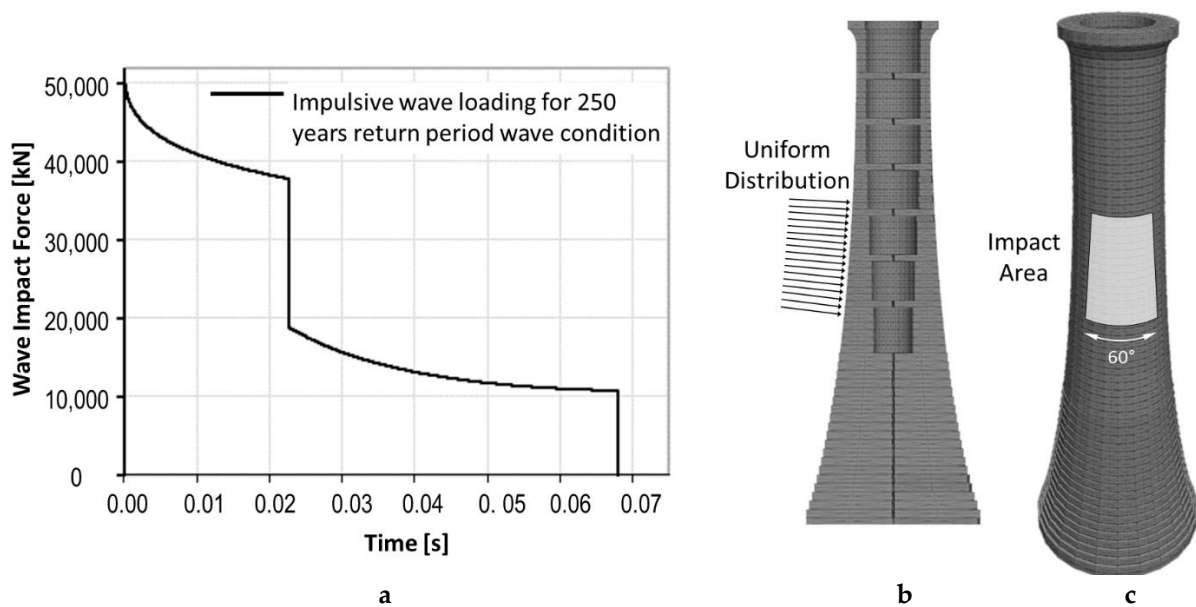 50,000
40,000
30,000
20,000
10,000
0
Wave Impact Force [kN]
Impulsive wave loading for 250
years return period wave condition
0.00
0.01
0.02
0.03
0.04
0. 05
0.06
0.07
Time [s]
a
Uniform
Distribution
b
Impact
Area
60°
c